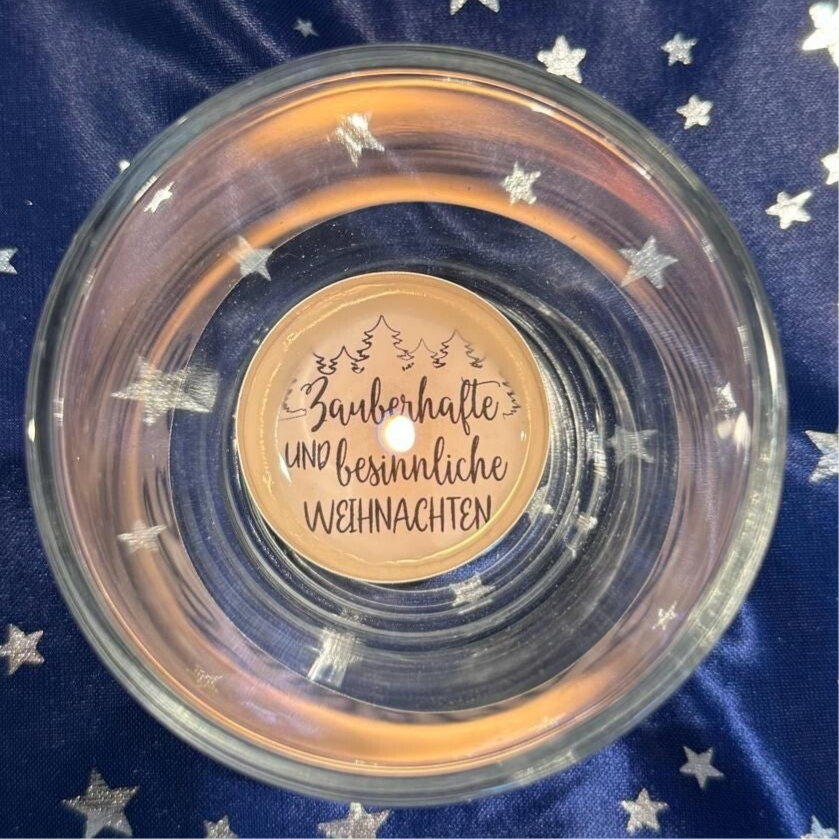 Zauberhafte
UND besinnliche
WEIHNACHTEN